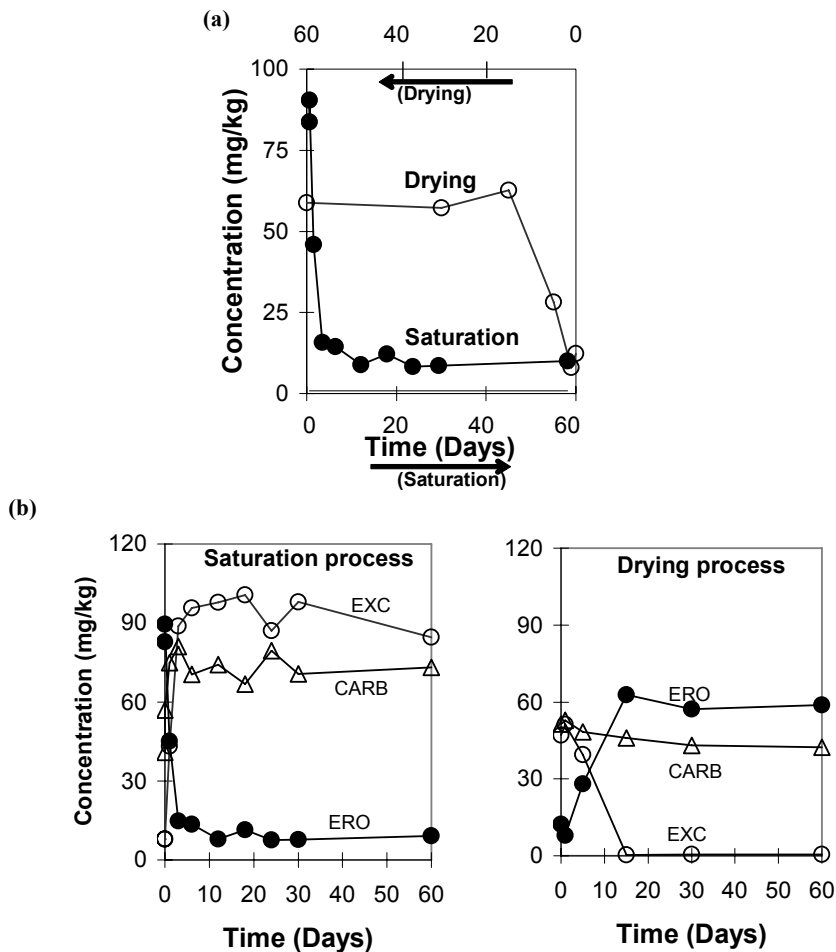 (a)
60 40 20 0
(Drying)
100
75
50
25
0
Concentration (mg/kg)
Drying
Saturation
0 20 40 60
Time (Days)
(Saturation)
(b)
Saturation process
120
90
60
30
0
Concentration (mg/kg)
EXC
CARB
ERO
0 10 20 30 40 50 60
Time (Days)
Drying process
120
90
60
30
0
ERO
CARB
EXC
0 10 20 30 40 50 60
Time (Days)